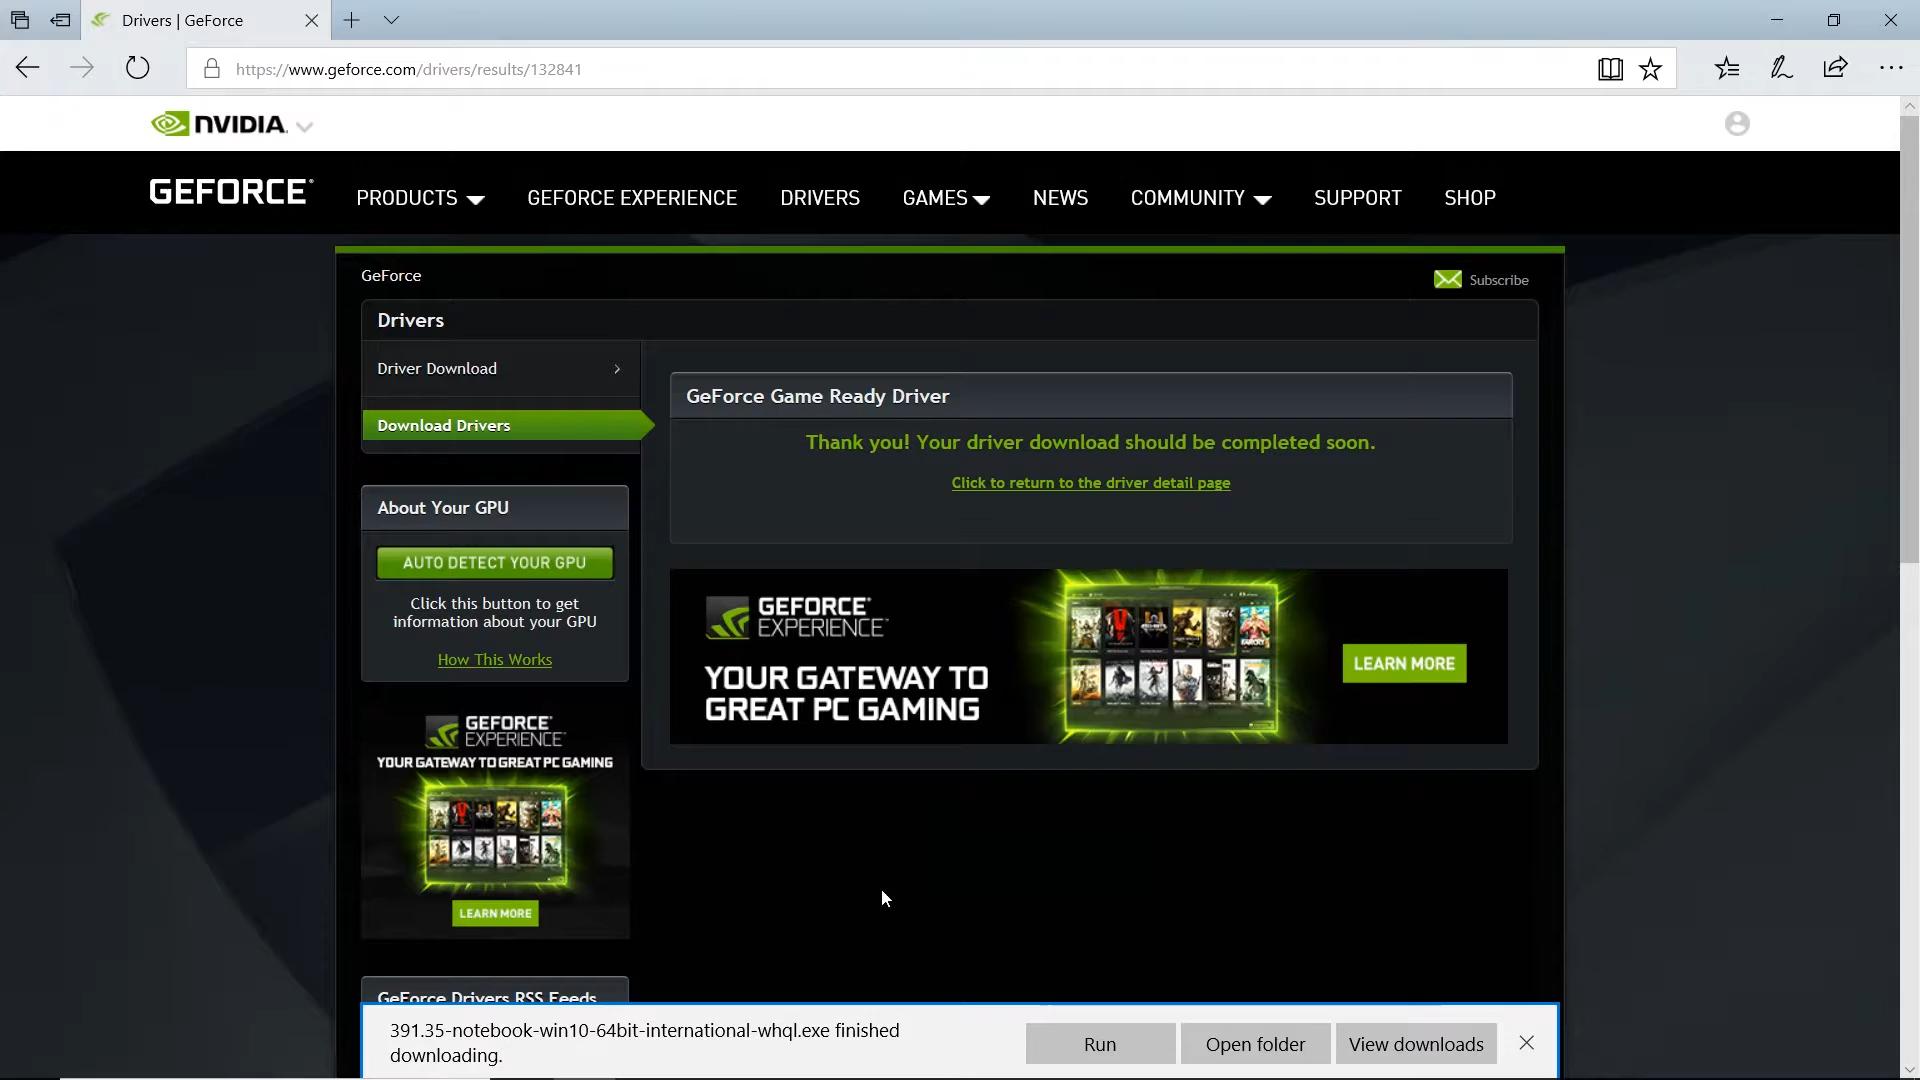 Drivers | GeForce
https://www.geforce.com/drivers/results/132841
NVIDIA.
GEFORCE®
PRODUCTS
GEFORCE EXPERIENCE
DRIVERS
GAMES
NEWS
COMMUNITY
SUPPORT
SHOP
GeForce
Subscribe
Drivers
Driver Download
Download Drivers
GeForce Game Ready Driver
Thank you! Your driver download should be completed soon.
Click to return to the driver detail page
About Your GPU
AUTO DETECT YOUR GPU
Click this button to get
information about your GPU
How This Works
GEFORCE®
EXPERIENCE™
YOUR GATEWAY TO
GREAT PC GAMING
LEARN MORE
GEFORCE®
EXPERIENCE™
YOUR GATEWAY TO GREAT PC GAMING
LEARN MORE
GeForce Drivers RSS Feeds
391.35-notebook-win10-64bit-international-whql.exe finished
downloading.
Run
Open folder
View downloads